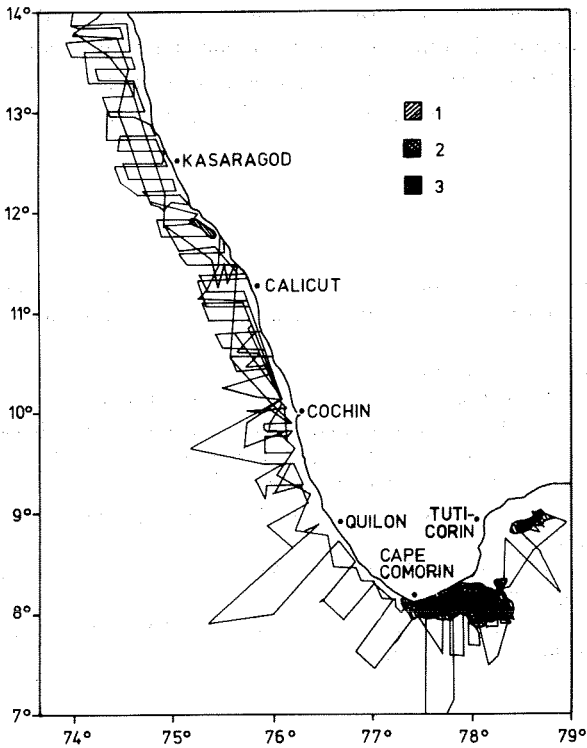 14°
13°
12°
11°
10°
9°
8°
7°
1
2
3
KASARAGOD
CALICUT
COCHIN
QUILON
TUTI-
CORIN
CAPE
COMORIN
74°
75°
76°
77°
78°
79°